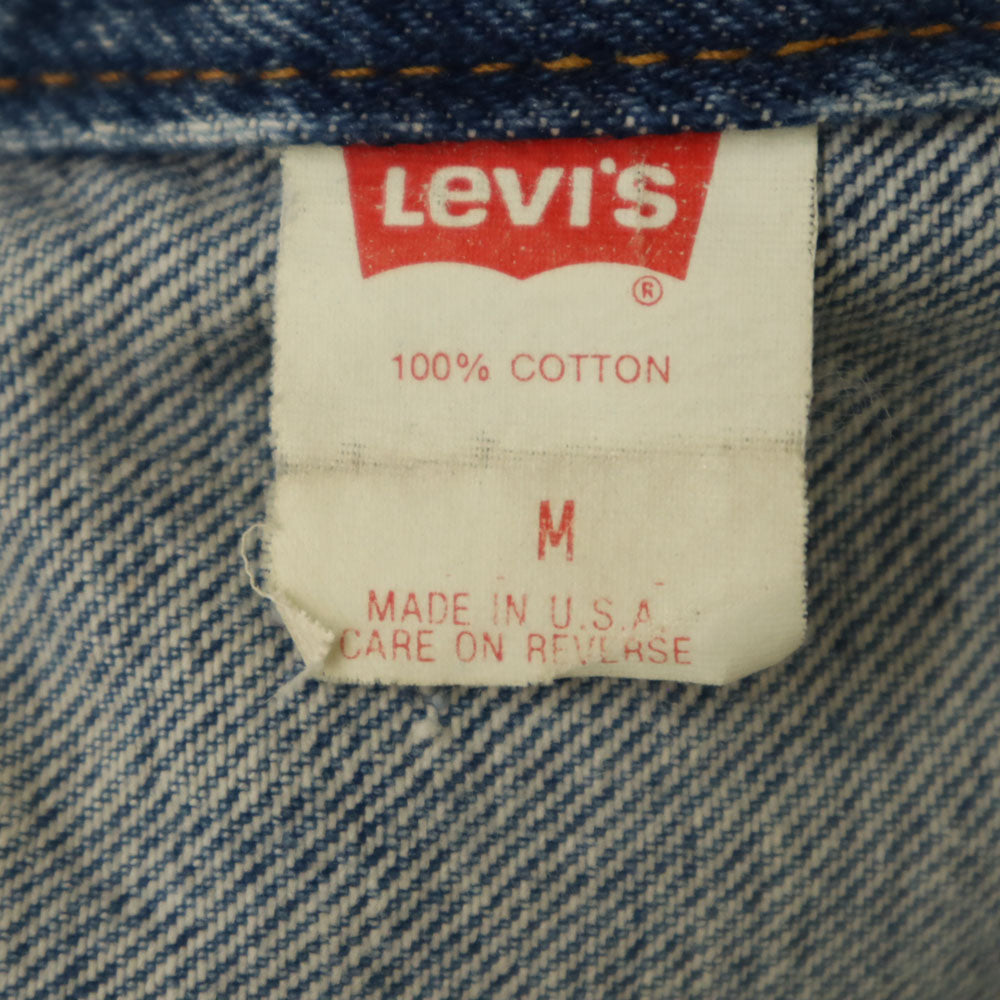 LeVI'S
®
100% COTTON
M
MADE IN U.S.A.
CARE ON REVERSE